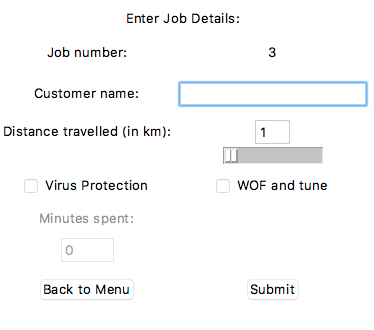 Enter Job Details:
Job number: 3
Customer name:
Distance travelled (in km): 1
Virus Protection WOF and tune
Minutes spent:
0
Back to Menu Submit